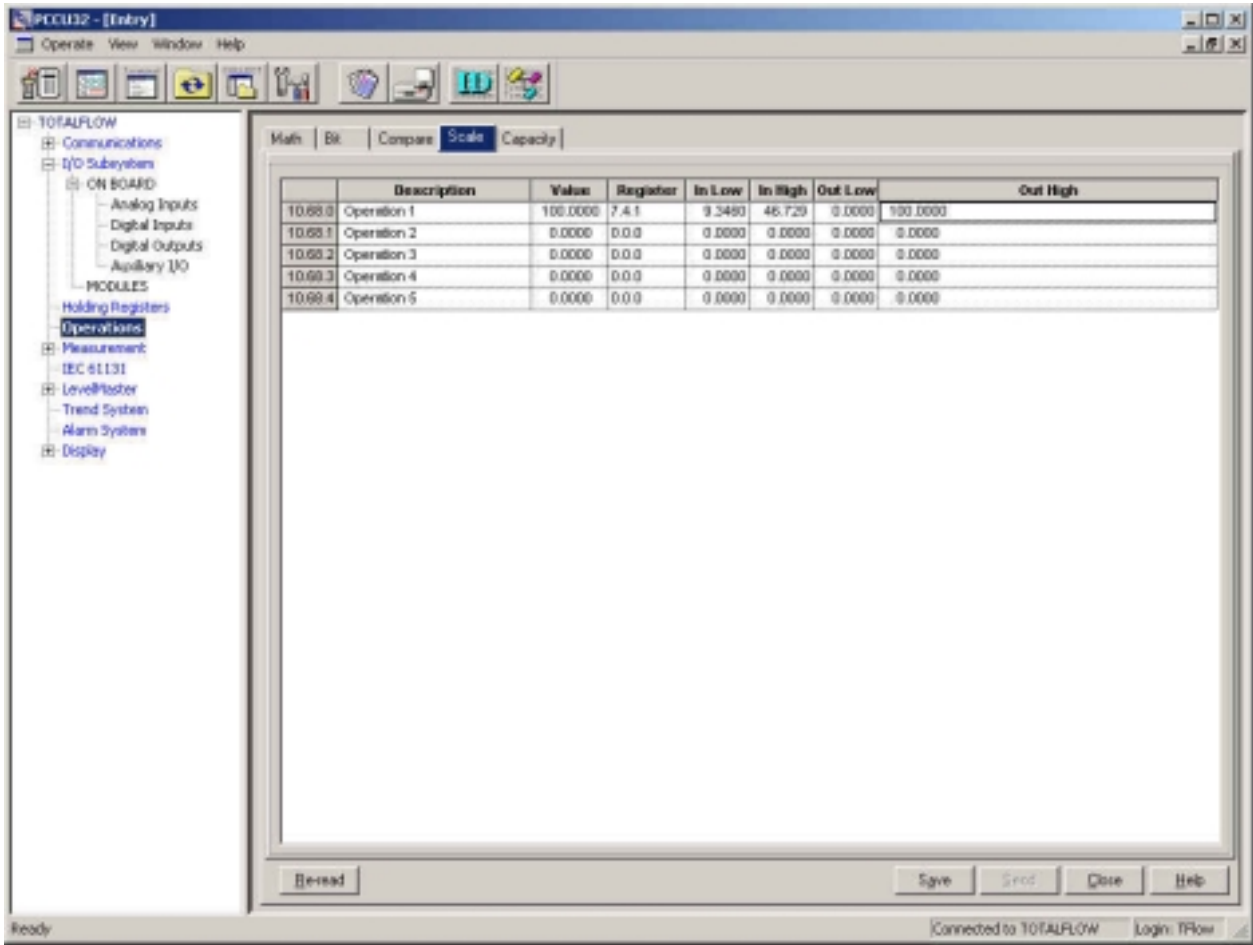 PCCU32 - [Entry]
Operate View Window Help
TOTALFLOW
Communications
I/O Subsystem
ON BOARD
Analog Inputs
Digital Inputs
Digital Outputs
Auxiliary I/O
MODULES
Holding Registers
Operations
Measurement
IEC 61131
LevelMaster
Trend System
Alarm System
Display
Math Bit Compare Scale Capacity
Description Value Register In Low In High Out Low Out High
10.68.0 Operation 1 100.0000 7.4.1 9.3460 46.729 0.0000 100.0000
10.68.1 Operation 2 0.0000 0.0.0 0.0000 0.0000 0.0000 0.0000
10.68.2 Operation 3 0.0000 0.0.0 0.0000 0.0000 0.0000 0.0000
10.68.3 Operation 4 0.0000 0.0.0 0.0000 0.0000 0.0000 0.0000
10.68.4 Operation 5 0.0000 0.0.0 0.0000 0.0000 0.0000 0.0000
Re-read Save Send Close Help
Ready Connected to TOTALFLOW Login: TFlow